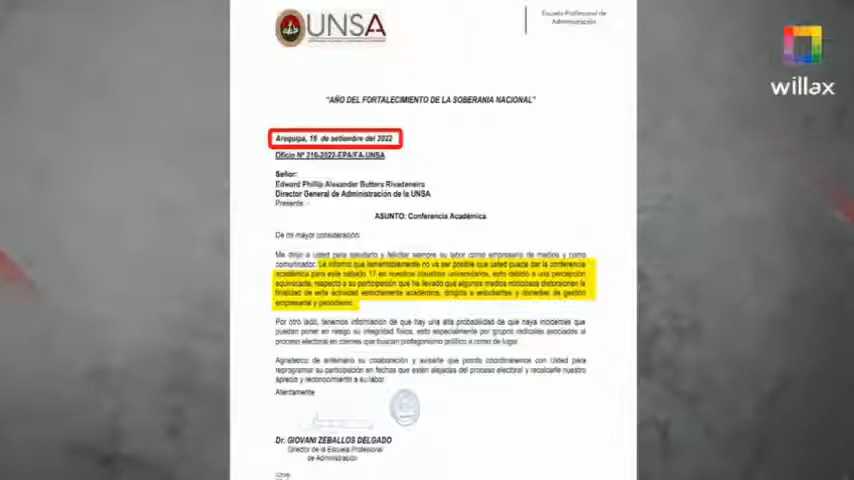 UNSA
Escuela Profesional de
Administración
willax
"AÑO DEL FORTALECIMIENTO DE LA SOBERANIA NACIONAL"
Arequipa, 16 de setiembre del 2022
Oficio Nº 216-2022-EPA/FA-UNSA
Señor:
Edward Phillip Alexander Butters Rivadeneira
Director General de Administración de la UNSA
Presente. -
ASUNTO: Conferencia Académica
De mi mayor consideración:
Me dirijo a usted para saludarlo y felicitar siempre su labor como empresario de medios y como
comunicador. Le informo que lamentablemente no va ser posible que usted pueda dar la conferencia
académica para este sábado 17 en nuestros claustros universitarios, esto debido a una percepción
equivocada, respecto a su participación que ha llevado que algunos medios noticiosos distorsionen la
finalidad de esta actividad estrictamente académica, dirigida a estudiantes y docentes de gestión
empresarial y periodismo.
Por otro lado, tenemos información de que hay una alta probabilidad de que haya incidentes que
puedan poner en riesgo su integridad física, esto especialmente por grupos radicales asociados al
proceso electoral en ciernes que buscan protagonismo político a como de lugar.
Agradezco de antemano su colaboración y avisarle que pronto coordinaremos con Usted para
reprogramar su participación en fechas que estén alejadas del proceso electoral y recalcarle nuestro
aprecio y reconocimiento a su labor.
Atentamente
Dr. GIOVANI ZEBALLOS DELGADO
Director de la Escuela Profesional
de Administración